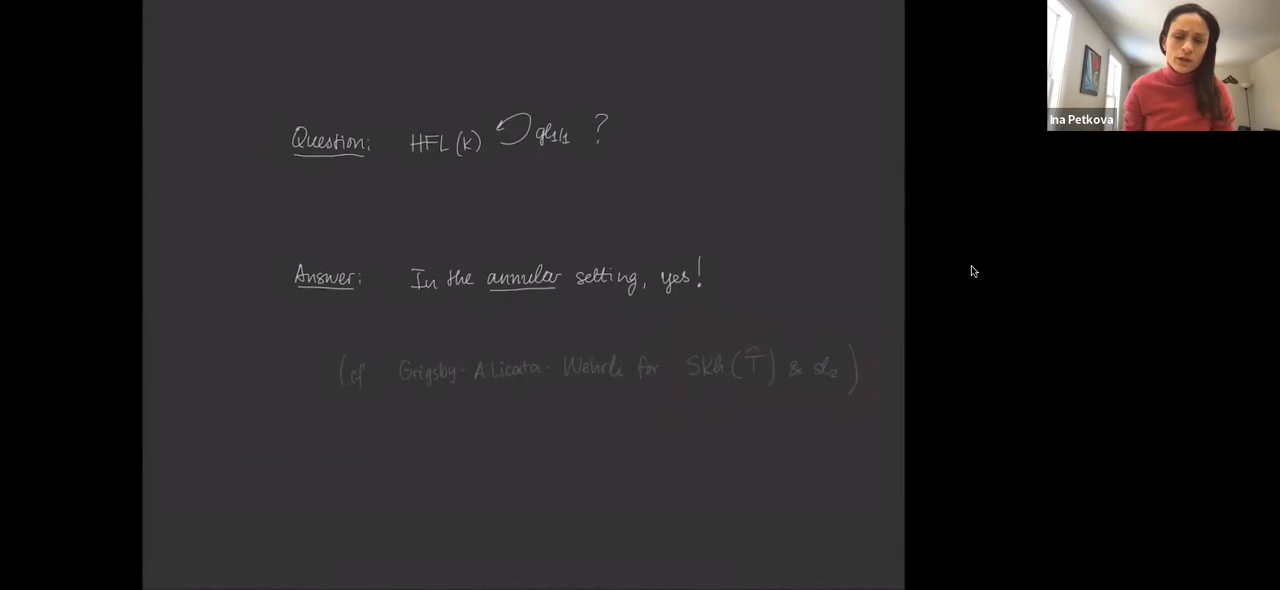 Question: HFL(K) gl1|1 ?
Answer: In the annular setting, yes!
(cf Grigsby - A Licata - Wehrli for SKh(T̂) & sl2)
Ina Petkova